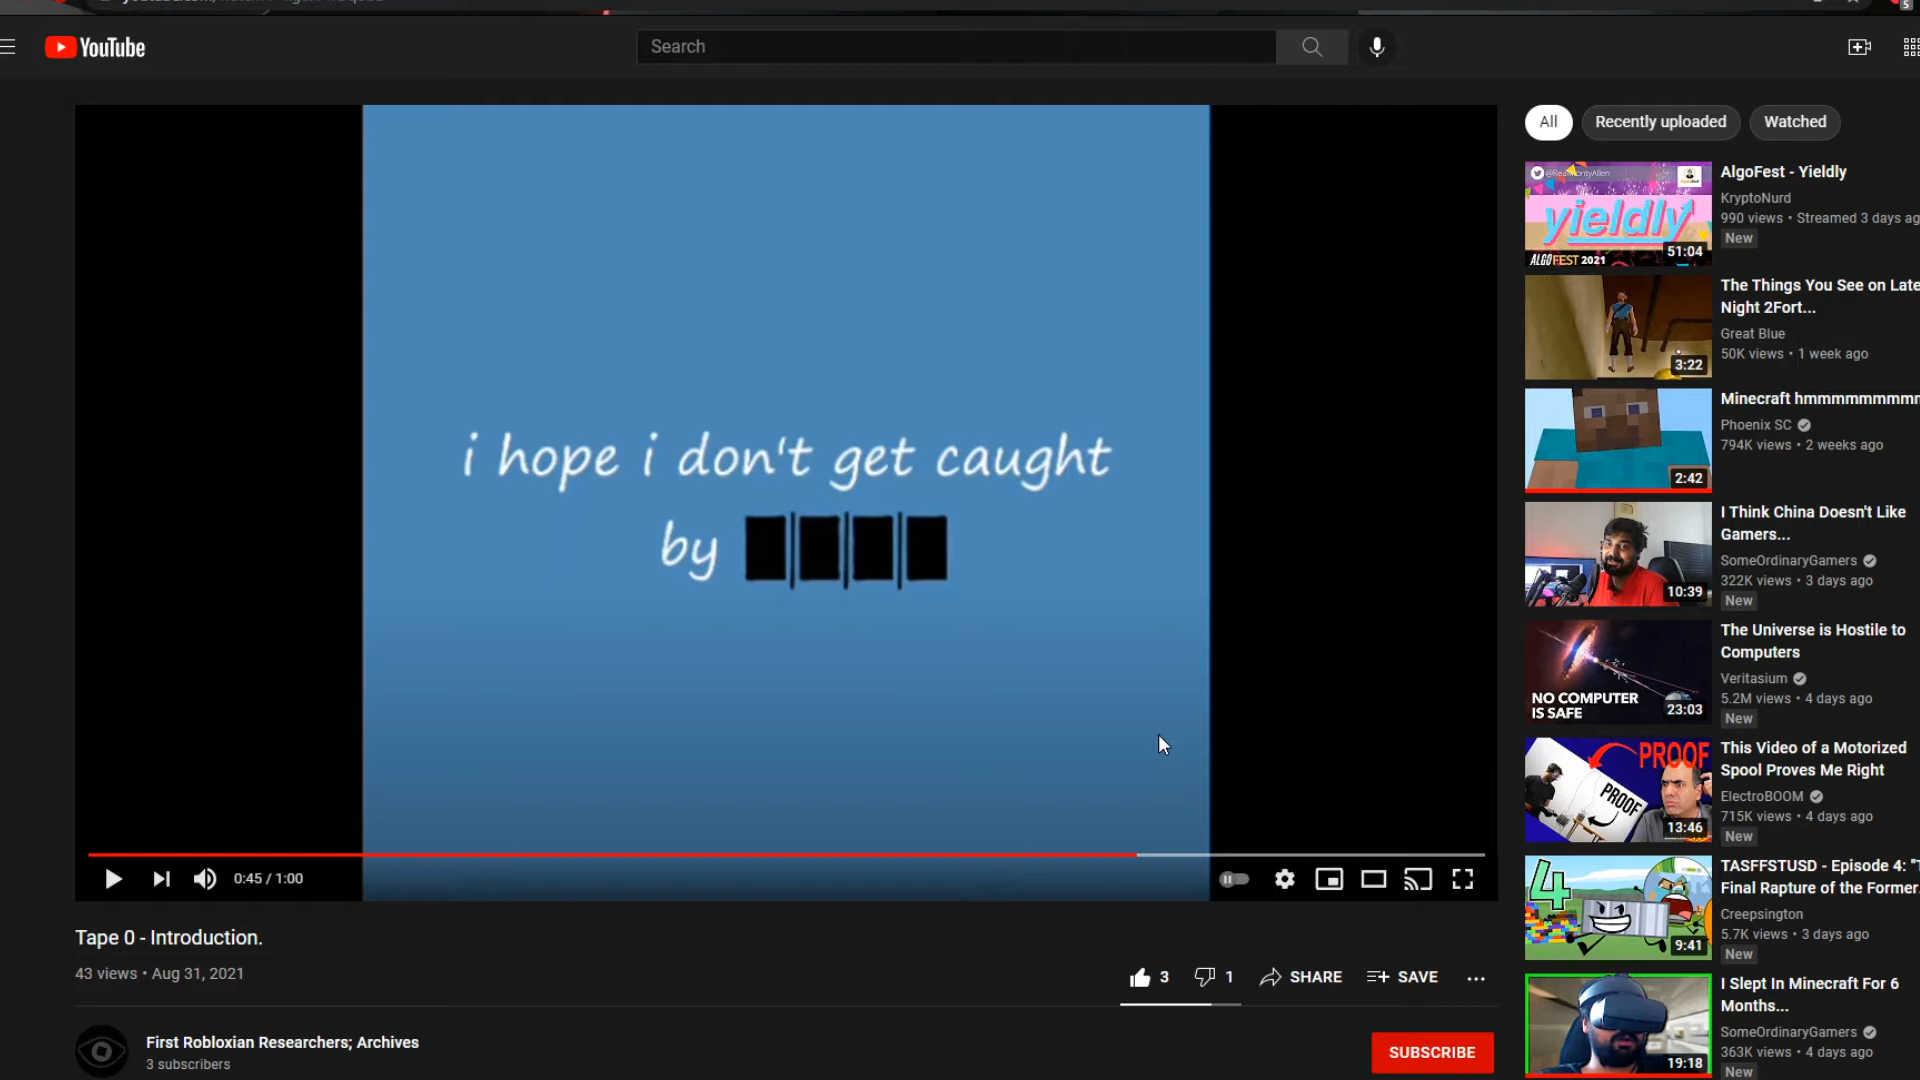 YouTube
Search
5
i hope i don't get caught
by
0:45 / 1:00
Tape 0 - Introduction.
43 views • Aug 31, 2021
3
1
SHARE
SAVE
First Robloxian Researchers; Archives
3 subscribers
SUBSCRIBE
All
Recently uploaded
Watched
yieldly
ALGOFEST 2021
51:04
AlgoFest - Yieldly
KryptoNurd
990 views • Streamed 3 days ag
New
3:22
The Things You See on Late
Night 2Fort...
Great Blue
50K views • 1 week ago
2:42
Minecraft hmmmmmmmm
Phoenix SC
794K views • 2 weeks ago
10:39
I Think China Doesn't Like
Gamers...
SomeOrdinaryGamers
322K views • 3 days ago
New
NO COMPUTER
IS SAFE
23:03
The Universe is Hostile to
Computers
Veritasium
5.2M views • 4 days ago
New
PROOF
PROOF
13:46
This Video of a Motorized
Spool Proves Me Right
ElectroBOOM
715K views • 4 days ago
New
4
9:41
TASFFSTUSD - Episode 4: "T
Final Rapture of the Former
Creepsington
5.7K views • 3 days ago
New
19:18
I Slept In Minecraft For 6
Months...
SomeOrdinaryGamers
363K views • 4 days ago
New